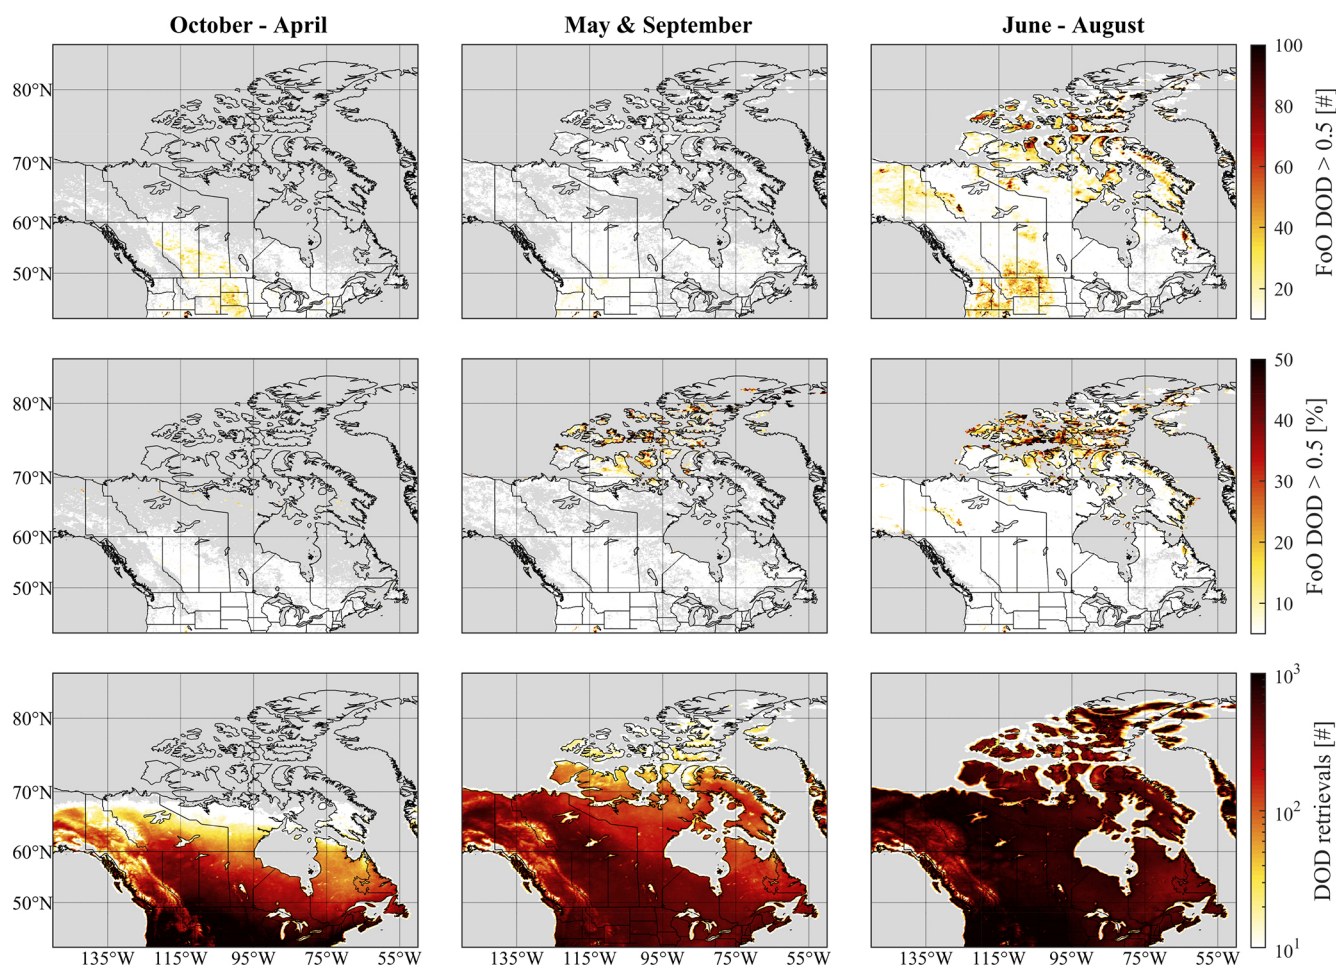 October - April
May & September
June - August
80°N
70°N
60°N
50°N
100
80
60
40
20
FoO DOD > 0.5 [#]
80°N
70°N
60°N
50°N
50
40
30
20
10
FoO DOD > 0.5 [%]
80°N
70°N
60°N
50°N
10³
10²
10¹
DOD retrievals [#]
135°W 115°W 95°W 75°W 55°W
135°W 115°W 95°W 75°W 55°W
135°W 115°W 95°W 75°W 55°W